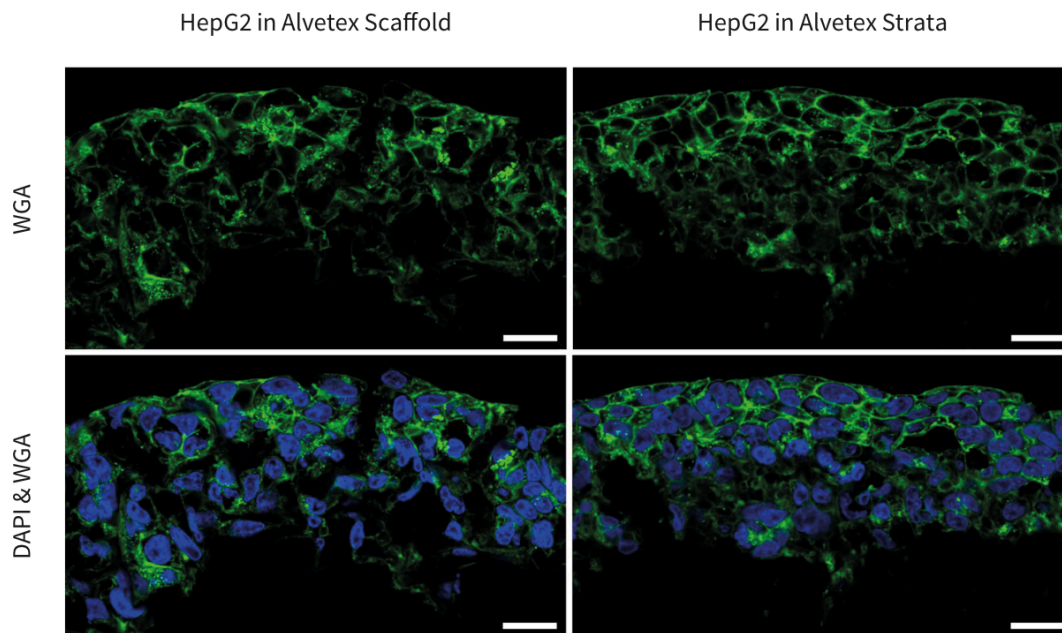 HepG2 in Alvetex Scaffold
HepG2 in Alvetex Strata
WGA
DAPI & WGA